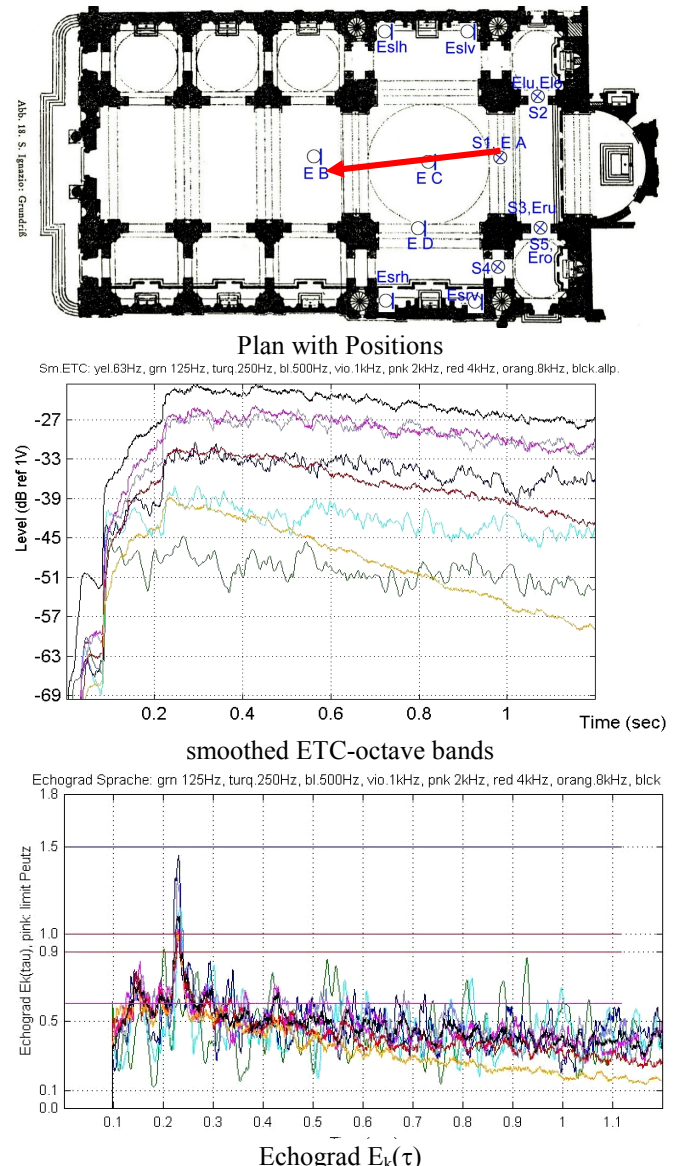 Abb. 18. S. Ignazio: Grundriß
Eslh
Eslv
Elu,Elo
S2
S1, E A
E B
E C
S3,Eru
E D
S5,
Ero
S4
Esrh
Esrv
Plan with Positions
Sm.ETC: yel.63Hz, grn 125Hz, turq.250Hz, bl.500Hz, vio.1kHz, pnk 2kHz, red 4kHz, orang.8kHz, blck.allp.
Level (dB ref 1V)
-27
-33
-39
-45
-51
-57
-63
-69
0.2
0.4
0.6
0.8
1
Time (sec)
smoothed ETC-octave bands
Echograd Sprache: grn 125Hz, turq.250Hz, bl.500Hz, vio.1kHz, pnk 2kHz, red 4kHz, orang.8kHz, blck
Echograd Ek(tau), pink: limit Peutz
1.8
1.5
1.0
0.9
0.5
0.1
0.0
0.1
0.2
0.3
0.4
0.5
0.6
0.7
0.8
0.9
1
1.1
Echograd Ek(τ)